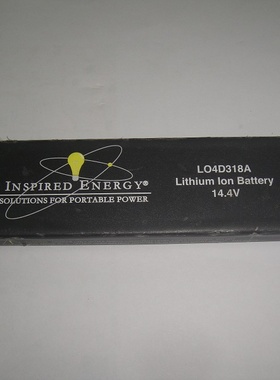 INSPIRED ENERGY®
SOLUTIONS FOR PORTABLE POWER
LO4D318A
Lithium Ion Battery
14.4V